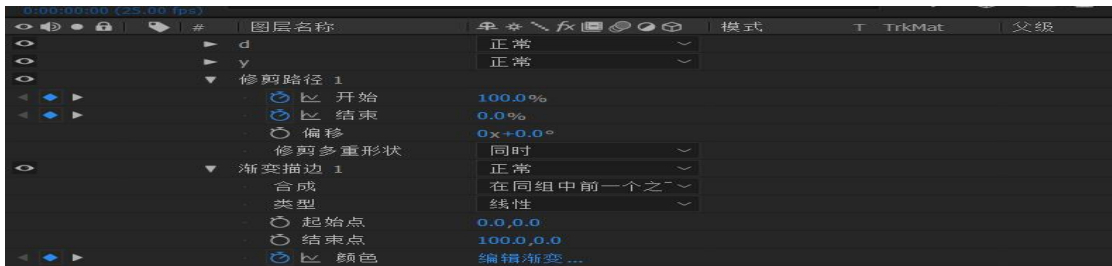 0:00:00:00 (25.00 fps)
# 图层名称 fx 模式 T TrkMat 父级
d 正常
y 正常
修剪路径 1
开始 100.0%
结束 0.0%
偏移 0x+0.0°
修剪多重形状 同时
渐变描边 1 正常
合成 在同组中前一个之
类型 线性
起始点 0.0,0.0
结束点 100.0,0.0
颜色 编辑渐变...